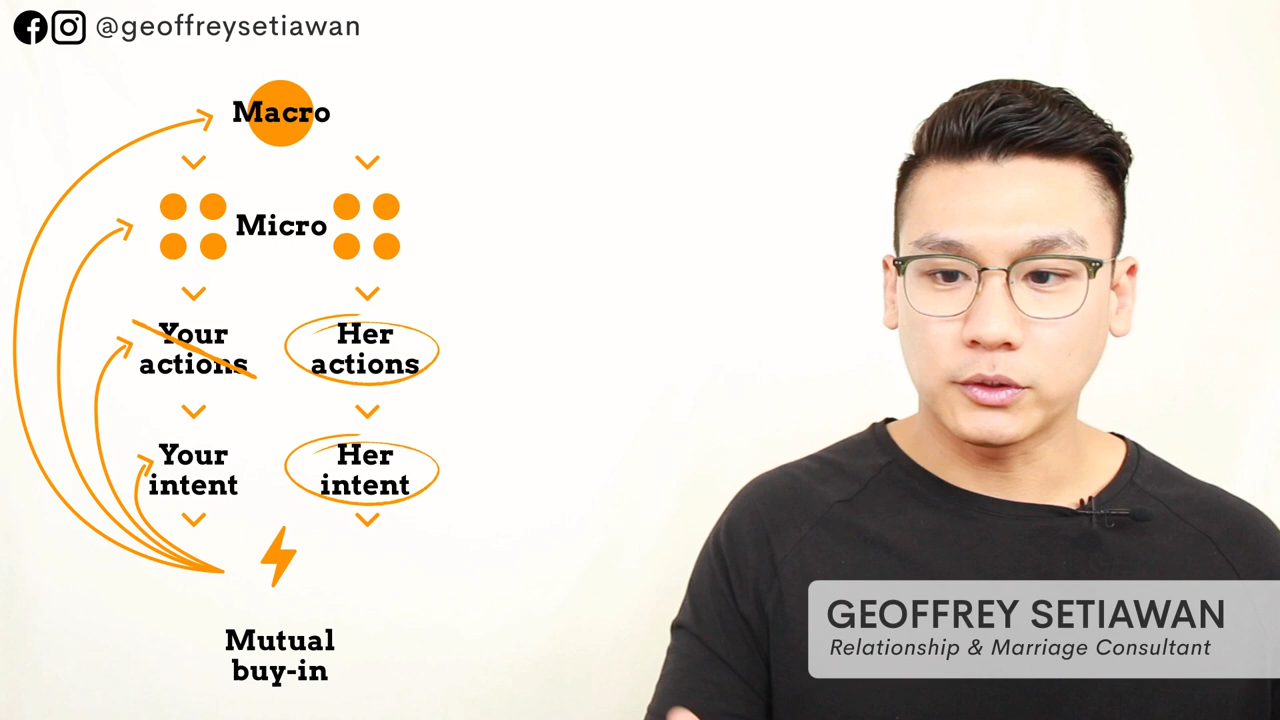 @geoffreysetiawan
Macro
Micro
Your
actions
Her
actions
Your
intent
Her
intent
Mutual
buy-in
GEOFFREY SETIAWAN
Relationship & Marriage Consultant